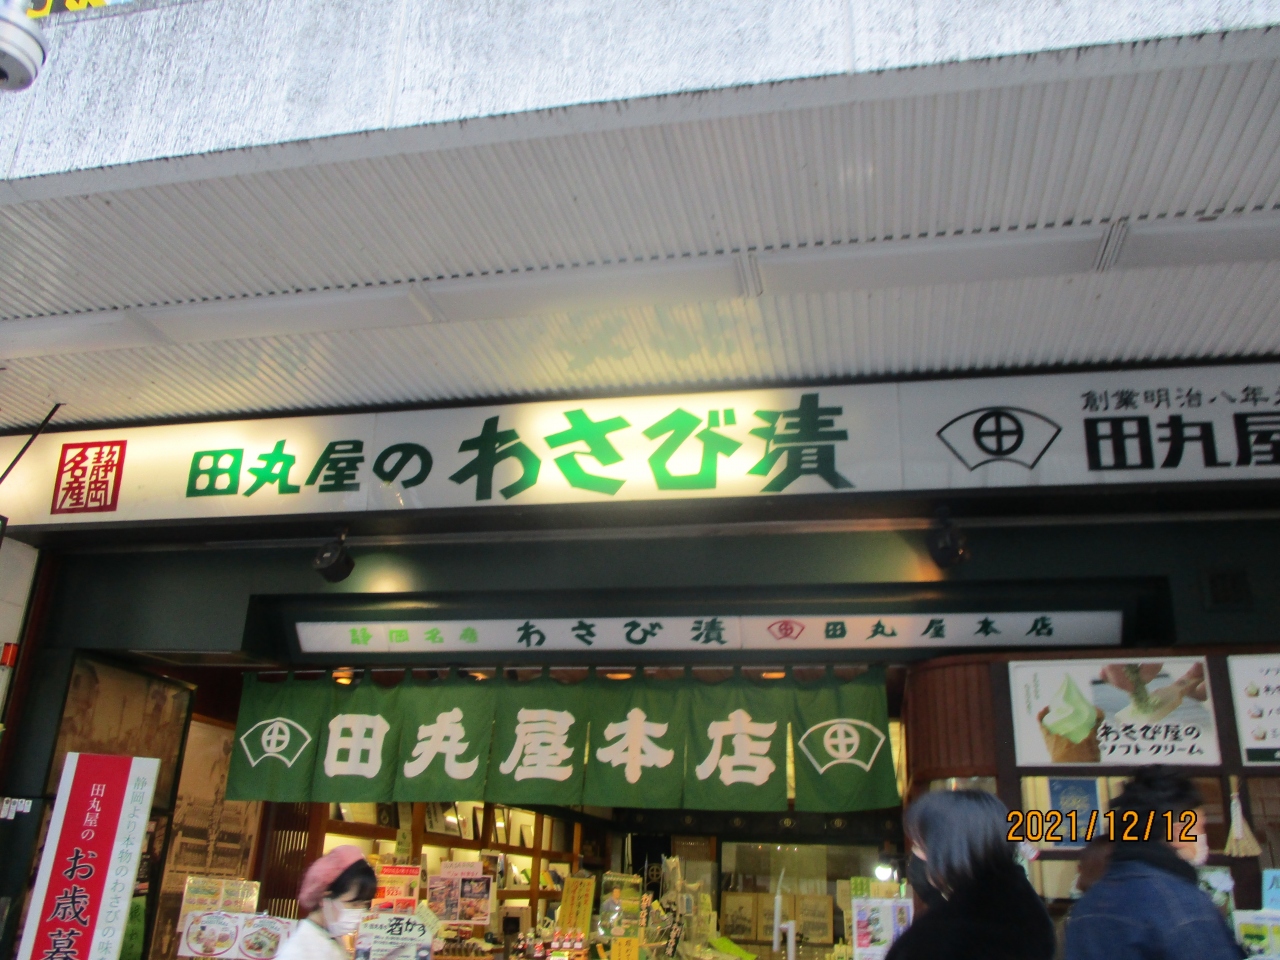 静岡名産
田丸屋のわさび漬
創業明治八年
田丸屋
静岡名産 わさび漬 田丸屋本店
田丸屋本店
わさび屋の
ソフトクリーム
静岡より本物のわさびの味
田丸屋の お歳暮
酒かす
2021/12/12